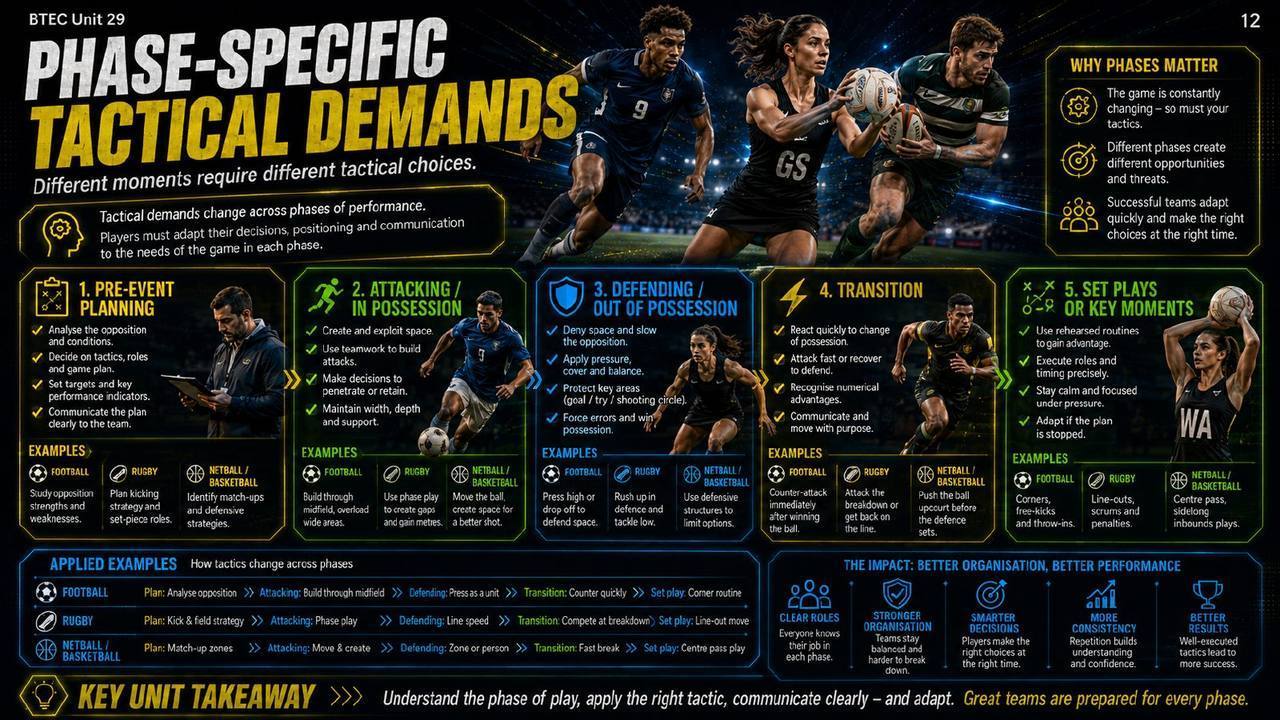 BTEC Unit 29
12
PHASE-SPECIFIC
TACTICAL DEMANDS
Different moments require different tactical choices.
Tactical demands change across phases of performance.
Players must adapt their decisions, positioning and communication
to the needs of the game in each phase.
9
GS
WHY PHASES MATTER
The game is constantly
changing – so must your
tactics.
Different phases create
different opportunities
and threats.
Successful teams adapt
quickly and make the right
choices at the right time.
1. PRE-EVENT
PLANNING
Analyse the opposition
and conditions.
Decide on tactics, roles
and game plan.
Set targets and key
performance indicators.
Communicate the plan
clearly to the team.
EXAMPLES
FOOTBALL
Study opposition
strengths and
weaknesses.
RUGBY
Plan kicking
strategy and
set-piece roles.
NETBALL /
BASKETBALL
Identify match-ups
and defensive
strategies.
2. ATTACKING /
IN POSSESSION
Create and exploit space.
Use teamwork to build
attacks.
Make decisions to
penetrate or retain.
Maintain width, depth
and support.
9
EXAMPLES
FOOTBALL
Build through
midfield, overload
wide areas.
RUGBY
Use phase play
to create gaps
and gain metres.
NETBALL /
BASKETBALL
Move the ball,
create space for
a better shot.
3. DEFENDING /
OUT OF POSSESSION
Deny space and slow
the opposition.
Apply pressure,
cover and balance.
Protect key areas
(goal / try / shooting circle).
Force errors and win
possession.
EXAMPLES
FOOTBALL
Press high or
drop off to
defend space.
RUGBY
Rush up in
defence and
tackle low.
NETBALL /
BASKETBALL
Use defensive
structures to
limit options.
4. TRANSITION
React quickly to change
of possession.
Attack fast or recover
to defend.
Recognise numerical
advantages.
Communicate and
move with purpose.
EXAMPLES
FOOTBALL
Counter-attack
immediately
after winning
the ball.
RUGBY
Attack the
breakdown or
get back on
the line.
NETBALL /
BASKETBALL
Push the ball
upcourt before
the defence
sets.
5. SET PLAYS
OR KEY MOMENTS
Use rehearsed routines
to gain advantage.
Execute roles and
timing precisely.
Stay calm and focused
under pressure.
Adapt if the plan
is stopped.
WA
EXAMPLES
FOOTBALL
Corners,
free-kicks
and throw-ins.
RUGBY
Line-outs,
scrums and
penalties.
NETBALL /
BASKETBALL
Centre pass,
sidelong
inbounds plays.
APPLIED EXAMPLES How tactics change across phases
FOOTBALL Plan: Analyse opposition >> Attacking: Build through midfield >> Defending: Press as a unit >> Transition: Counter quickly >> Set play: Corner routine
RUGBY Plan: Kick & field strategy >> Attacking: Phase play >> Defending: Line speed >> Transition: Compete at breakdown > Set play: Line-out move
NETBALL /
BASKETBALL Plan: Match-up zones >> Attacking: Move & create >> Defending: Zone or person >> Transition: Fast break >> Set play: Centre pass play
THE IMPACT: BETTER ORGANISATION, BETTER PERFORMANCE
CLEAR ROLES
Everyone knows
their job in
each phase.
STRONGER
ORGANISATION
Teams stay
balanced and
harder to break
down.
SMARTER
DECISIONS
Players make the
right choices at
the right time.
MORE
CONSISTENCY
Repetition builds
understanding
and confidence.
BETTER
RESULTS
Well-executed
tactics lead to
more success.
KEY UNIT TAKEAWAY >>> Understand the phase of play, apply the right tactic, communicate clearly – and adapt. Great teams are prepared for every phase.